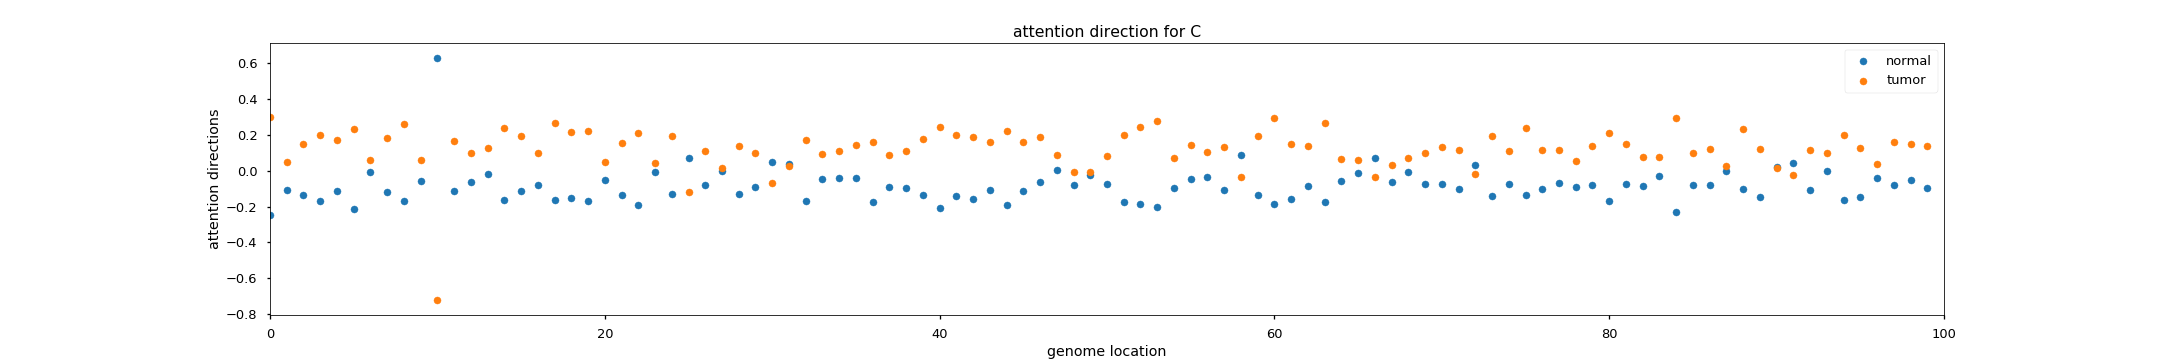 attention direction for C
attention directions
0.6
0.4
0.2
0.0
−0.2
−0.4
−0.6
−0.8
normal
tumor
0 20 40 60 80 100
genome location